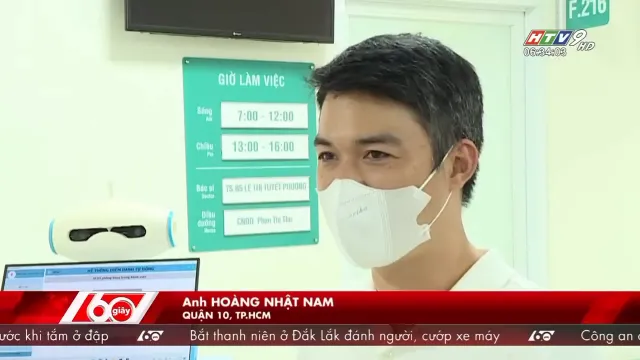 F.216
HTV9 HD
06:34:03
GIỜ LÀM VIỆC
Sáng
7:00 - 12:00
Chiều
13:00 - 16:00
Bác sĩ
TS.BS LÊ THỊ TUYẾT PHƯỢNG
Điều dưỡng
CNĐD Phan Thị Thu
60 giây
Anh HOÀNG NHẬT NAM
QUẬN 10, TP.HCM
ước khi tắm ở đập 60s Bắt thanh niên ở Đắk Lắk đánh người, cướp xe máy 60s Công an